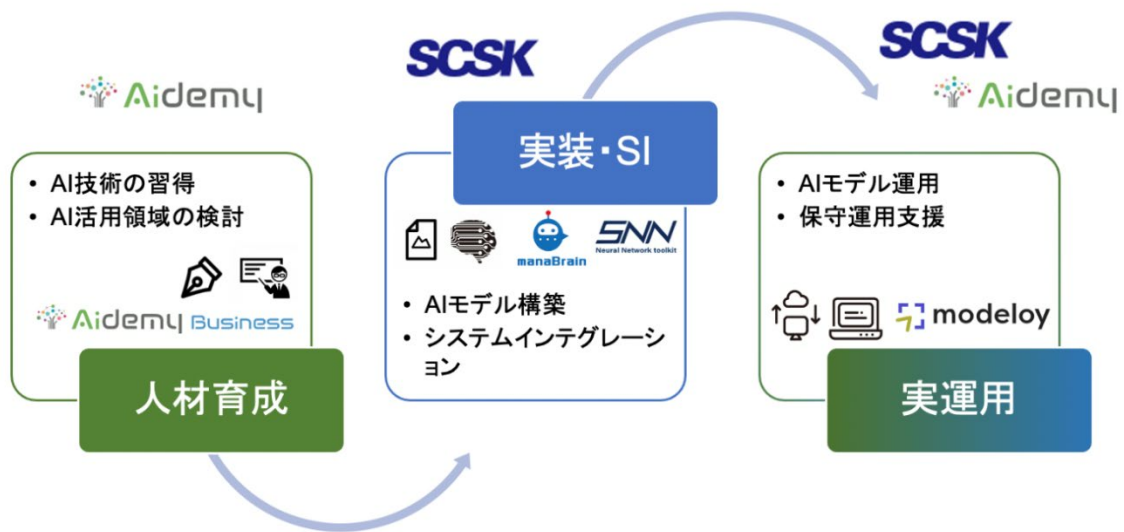 Aidemy
• AI技術の習得
• AI活用領域の検討
Aidemy Business
人材育成
SCSK
実装・SI
manaBrain
SNN
Neural Network toolkit
• AIモデル構築
• システムインテグレーシ
ョン
SCSK
Aidemy
• AIモデル運用
• 保守運用支援
modeloy
実運用